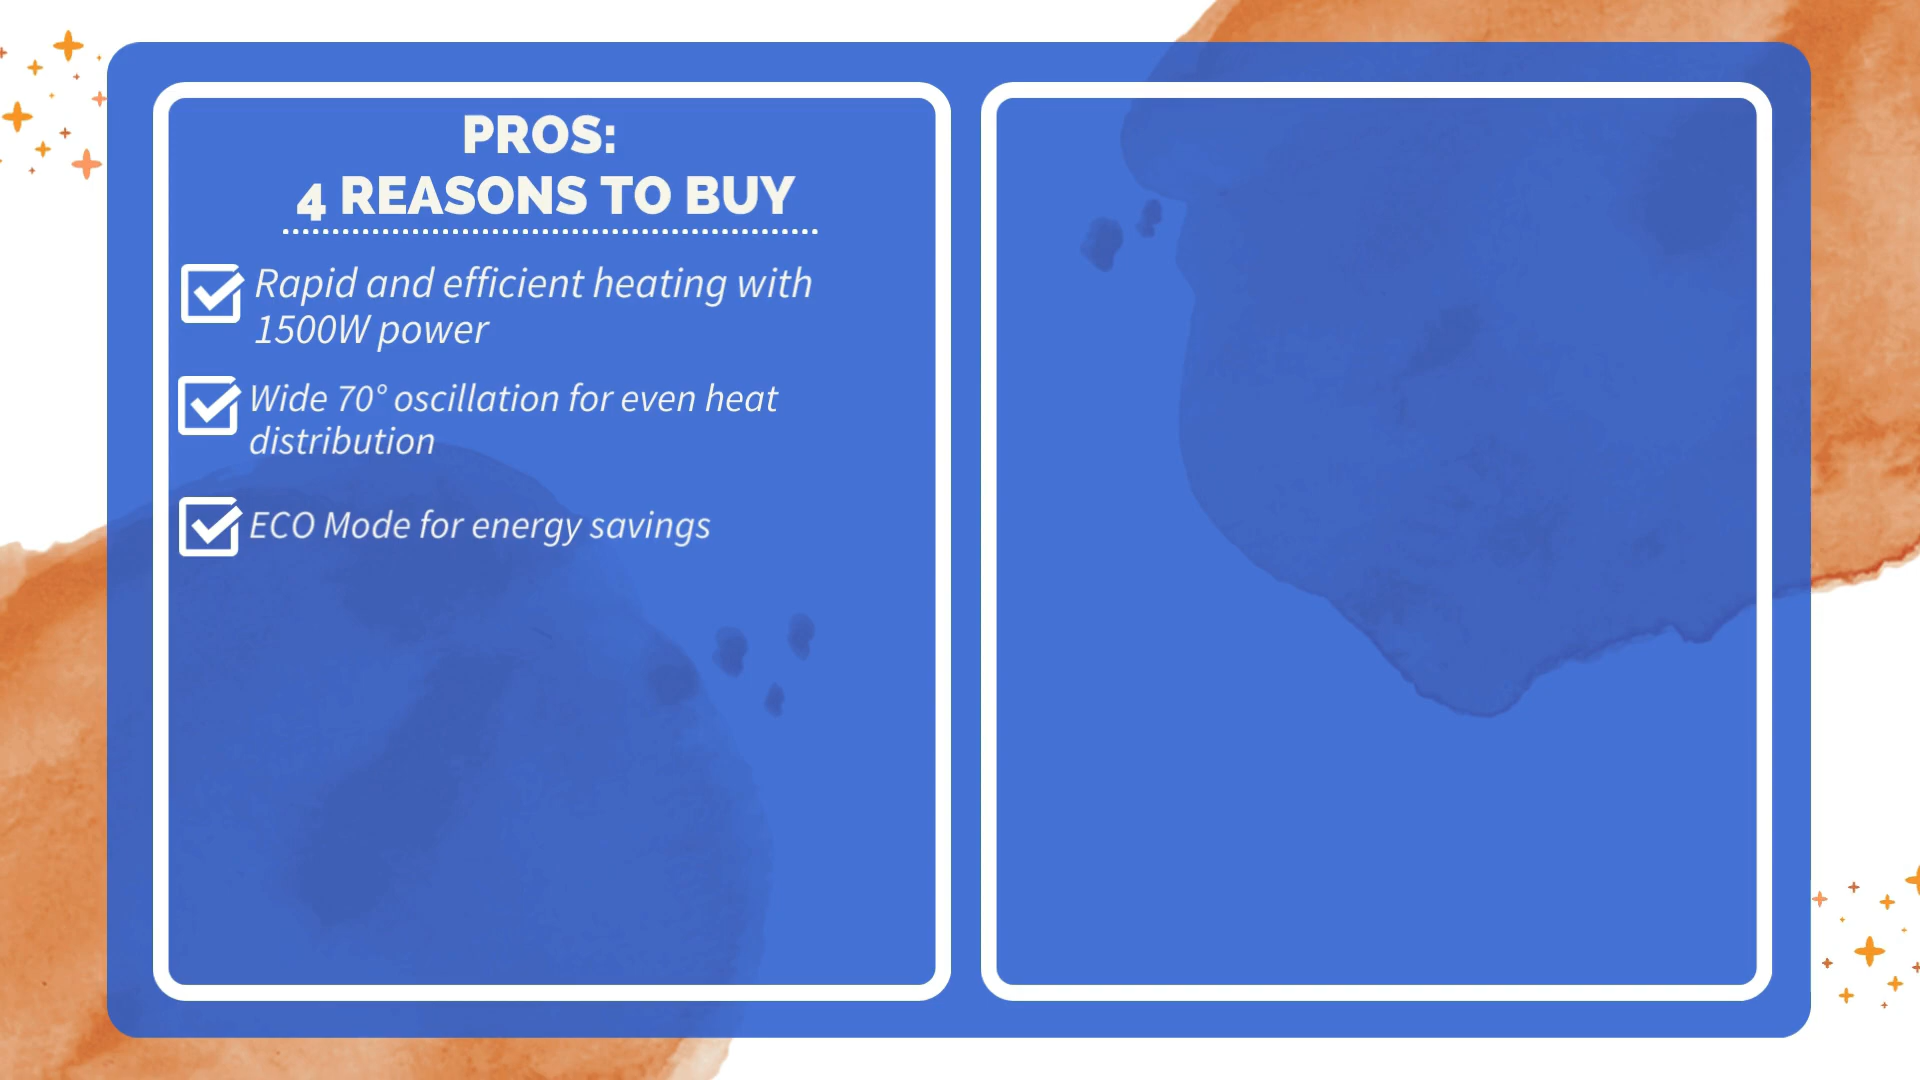 PROS:
4 REASONS TO BUY
Rapid and efficient heating with
1500W power
Wide 70° oscillation for even heat
distribution
ECO Mode for energy savings